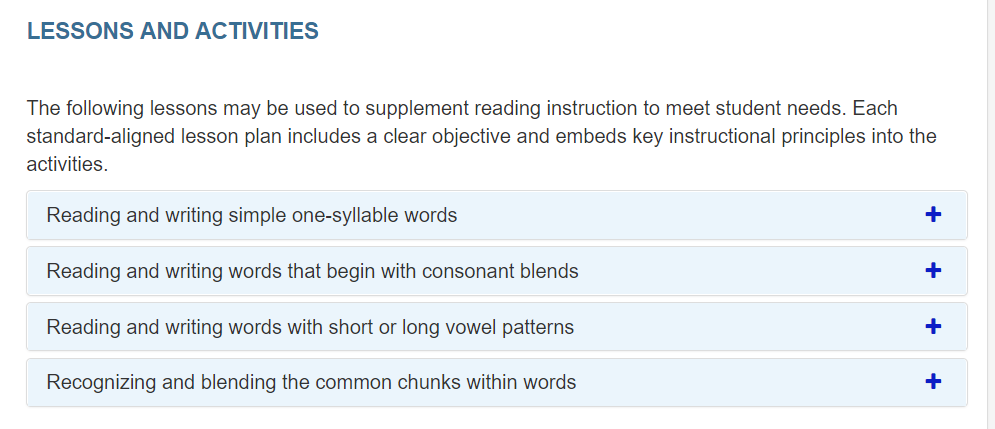 LESSONS AND ACTIVITIES
The following lessons may be used to supplement reading instruction to meet student needs. Each
standard-aligned lesson plan includes a clear objective and embeds key instructional principles into the
activities.
Reading and writing simple one-syllable words
Reading and writing words that begin with consonant blends
Reading and writing words with short or long vowel patterns
Recognizing and blending the common chunks within words